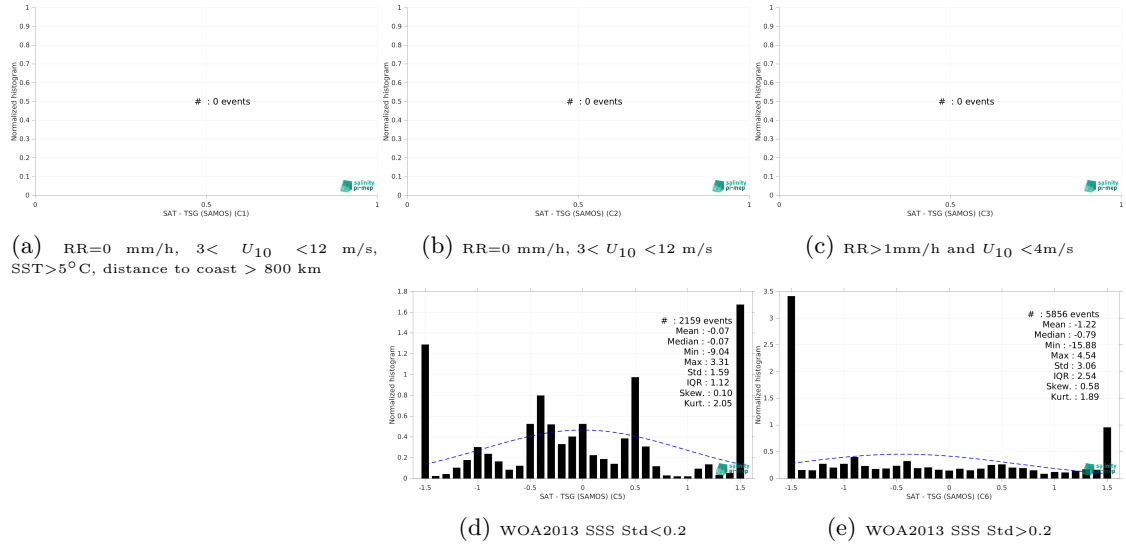 Normalized histogram
1
0.9
0.8
0.7
0.6
0.5
0.4
0.3
0.2
0.1
0
# : 0 events
salinity
pi-mep
0 0.5 1
SAT - TSG (SAMOS) (C1)
(a) RR=0 mm/h, 3< U10 <12 m/s,
SST>5°C, distance to coast > 800 km
Normalized histogram
1
0.9
0.8
0.7
0.6
0.5
0.4
0.3
0.2
0.1
0
# : 0 events
salinity
pi-mep
0 0.5 1
SAT - TSG (SAMOS) (C2)
(b) RR=0 mm/h, 3< U10 <12 m/s
Normalized histogram
1
0.9
0.8
0.7
0.6
0.5
0.4
0.3
0.2
0.1
0
# : 0 events
salinity
pi-mep
0 0.5 1
SAT - TSG (SAMOS) (C3)
(c) RR>1mm/h and U10 <4m/s
Normalized histogram
1.8
1.6
1.4
1.2
1
0.8
0.6
0.4
0.2
0
# : 2159 events
Mean : -0.07
Median : -0.07
Min : -9.04
Max : 3.31
Std : 1.59
IQR : 1.12
Skew. : 0.10
Kurt. : 2.05
salinity
pi-mep
-1.5 -1 -0.5 0 0.5 1 1.5
SAT - TSG (SAMOS) (C5)
(d) WOA2013 SSS Std<0.2
Normalized histogram
3.5
3
2.5
2
1.5
1
0.5
0
# : 5856 events
Mean : -1.22
Median : -0.79
Min : -15.88
Max : 4.54
Std : 3.06
IQR : 2.54
Skew. : 0.58
Kurt. : 1.89
salinity
pi-mep
-1.5 -1 -0.5 0 0.5 1 1.5
SAT - TSG (SAMOS) (C6)
(e) WOA2013 SSS Std>0.2